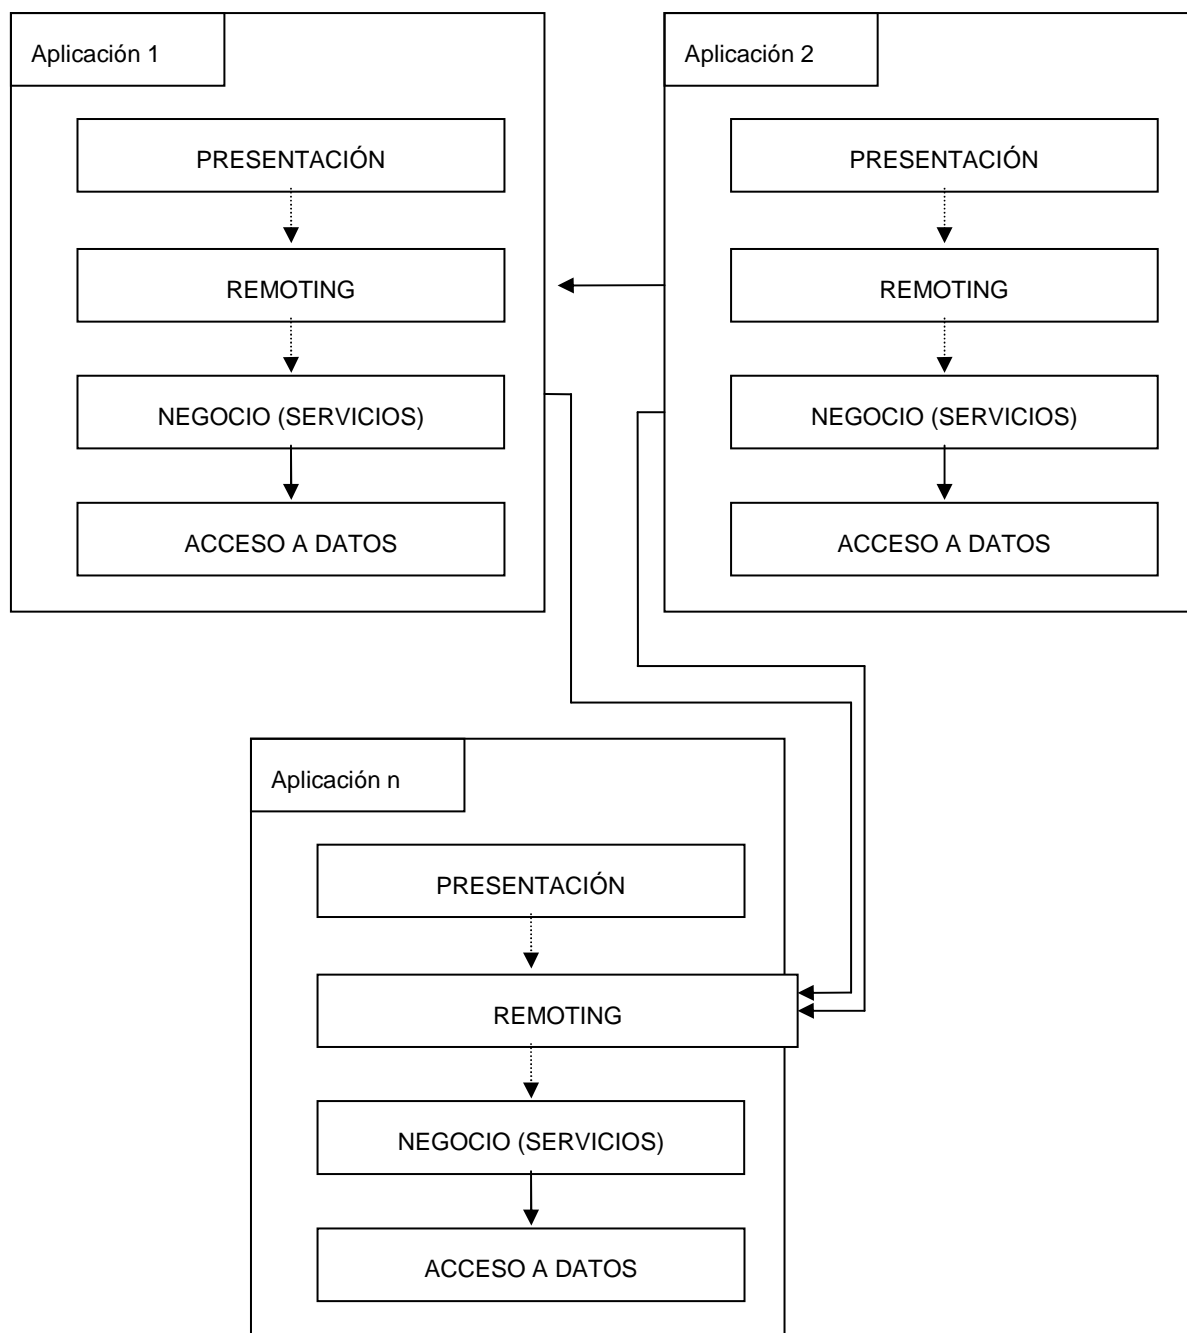 Aplicación 1
PRESENTACIÓN
REMOTING
NEGOCIO (SERVICIOS)
ACCESO A DATOS
Aplicación 2
PRESENTACIÓN
REMOTING
NEGOCIO (SERVICIOS)
ACCESO A DATOS
Aplicación n
PRESENTACIÓN
REMOTING
NEGOCIO (SERVICIOS)
ACCESO A DATOS